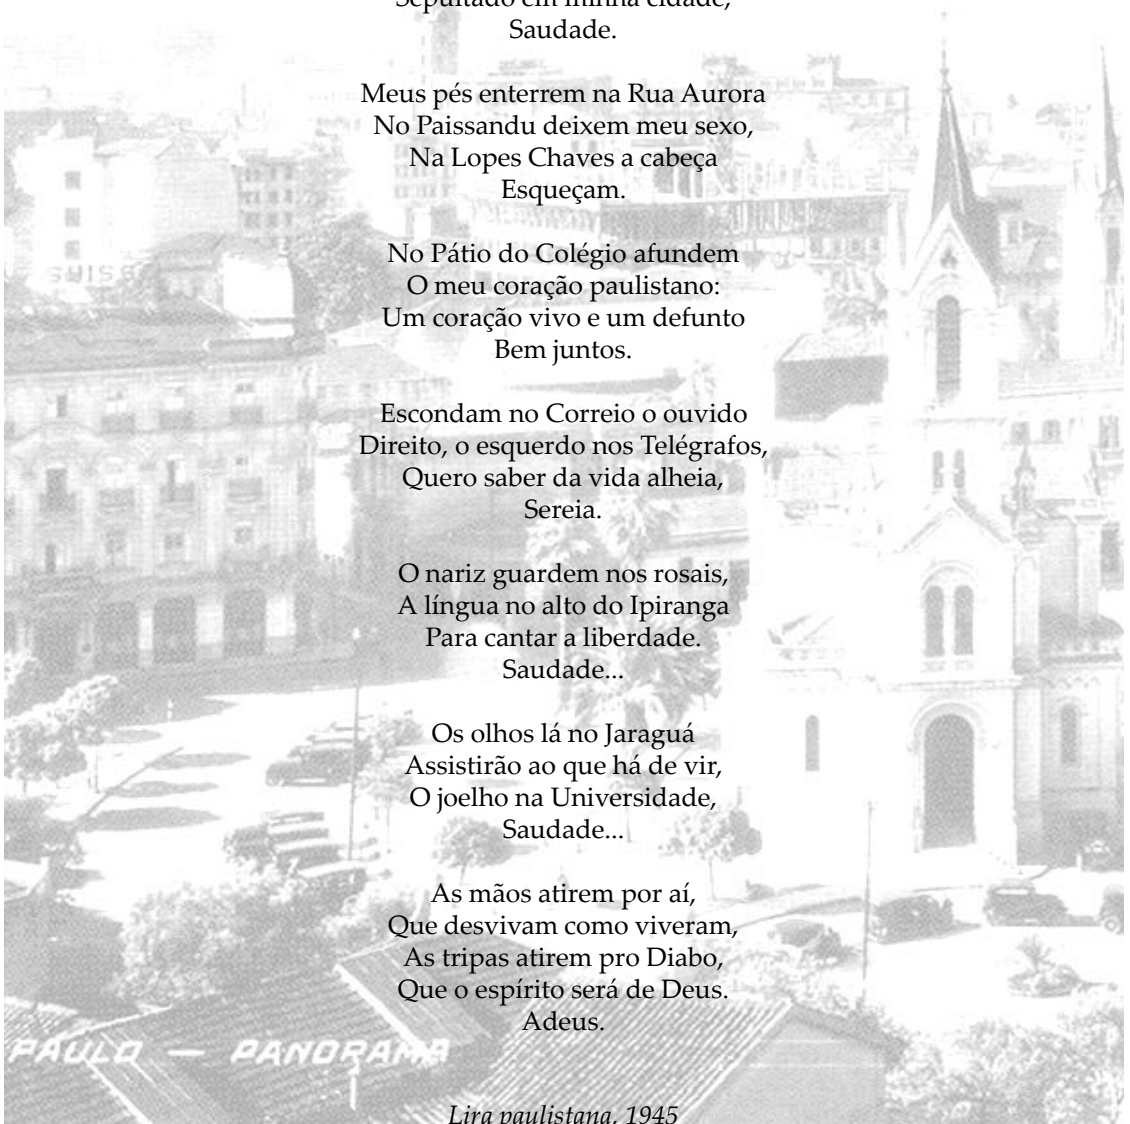 Sepultado em minha cidade,
Saudade.
Meus pés enterrem na Rua Aurora
No Paissandu deixem meu sexo,
Na Lopes Chaves a cabeça
Esqueçam.
No Pátio do Colégio afundem
O meu coração paulistano:
Um coração vivo e um defunto
Bem juntos.
Escondam no Correio o ouvido
Direito, o esquerdo nos Telégrafos,
Quero saber da vida alheia,
Sereia.
O nariz guardem nos rosais,
A língua no alto do Ipiranga
Para cantar a liberdade.
Saudade...
Os olhos lá no Jaraguá
Assistirão ao que há de vir,
O joelho na Universidade,
Saudade...
As mãos atirem por aí,
Que desvivam como viveram,
As tripas atirem pro Diabo,
Que o espírito será de Deus.
Adeus.
PAULO — PANORAMA
Lira paulistana, 1945